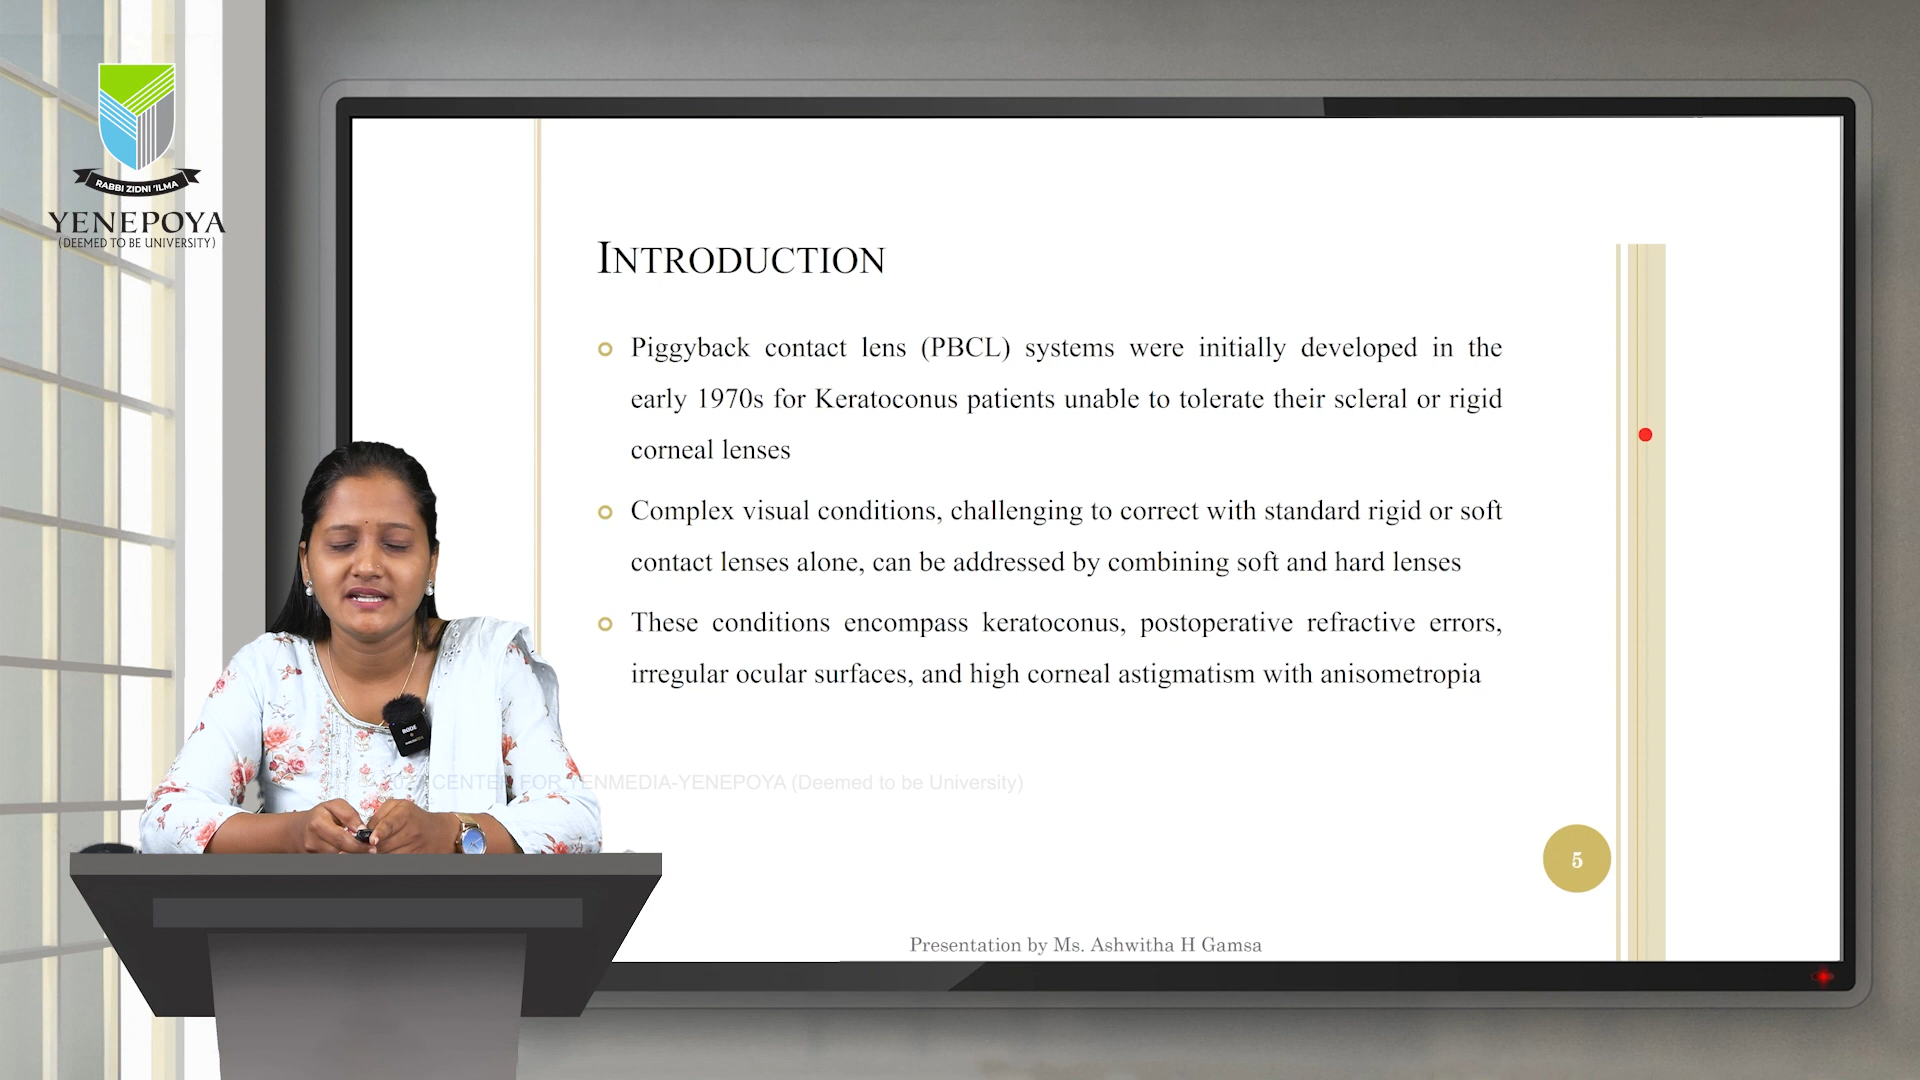 RABBI ZIDNI 'ILMA
YENEPOYA
(DEEMED TO BE UNIVERSITY)
INTRODUCTION
Piggyback contact lens (PBCL) systems were initially developed in the
early 1970s for Keratoconus patients unable to tolerate their scleral or rigid
corneal lenses
Complex visual conditions, challenging to correct with standard rigid or soft
contact lenses alone, can be addressed by combining soft and hard lenses
These conditions encompass keratoconus, postoperative refractive errors,
irregular ocular surfaces, and high corneal astigmatism with anisometropia
CENTER FOR YENMEDIA-YENEPOYA (Deemed to be University)
5
Presentation by Ms. Ashwitha H Gamsa